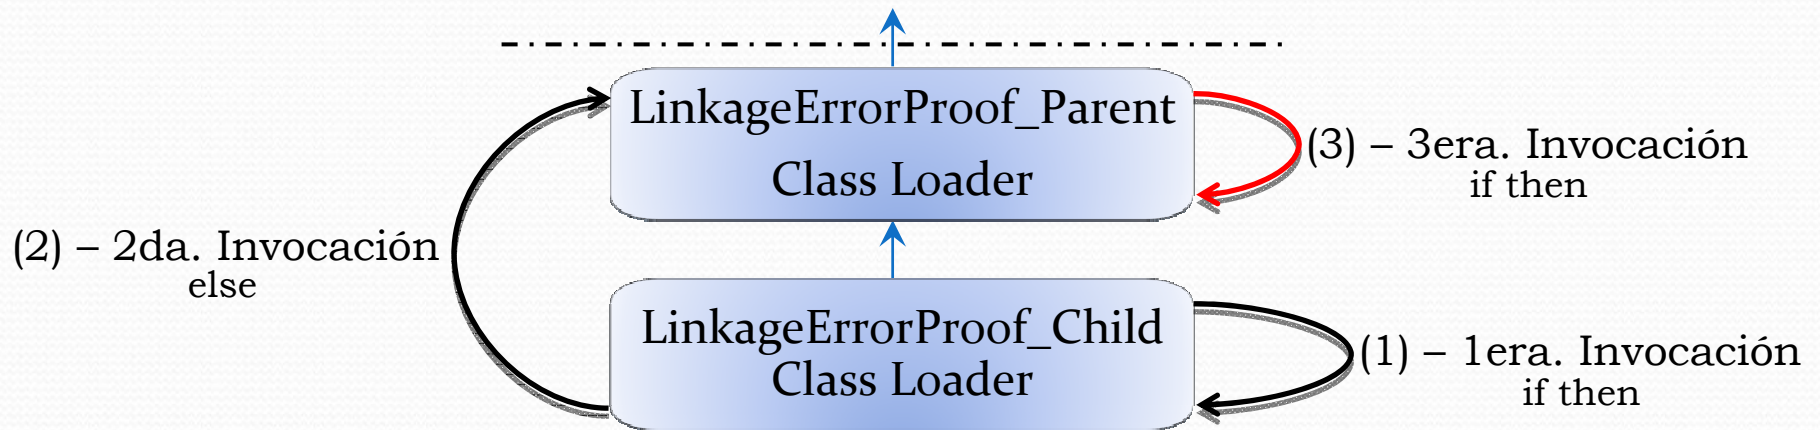 LinkageErrorProof_Parent
Class Loader
(3) – 3era. Invocación
if then
(2) – 2da. Invocación
else
LinkageErrorProof_Child
Class Loader
(1) – 1era. Invocación
if then